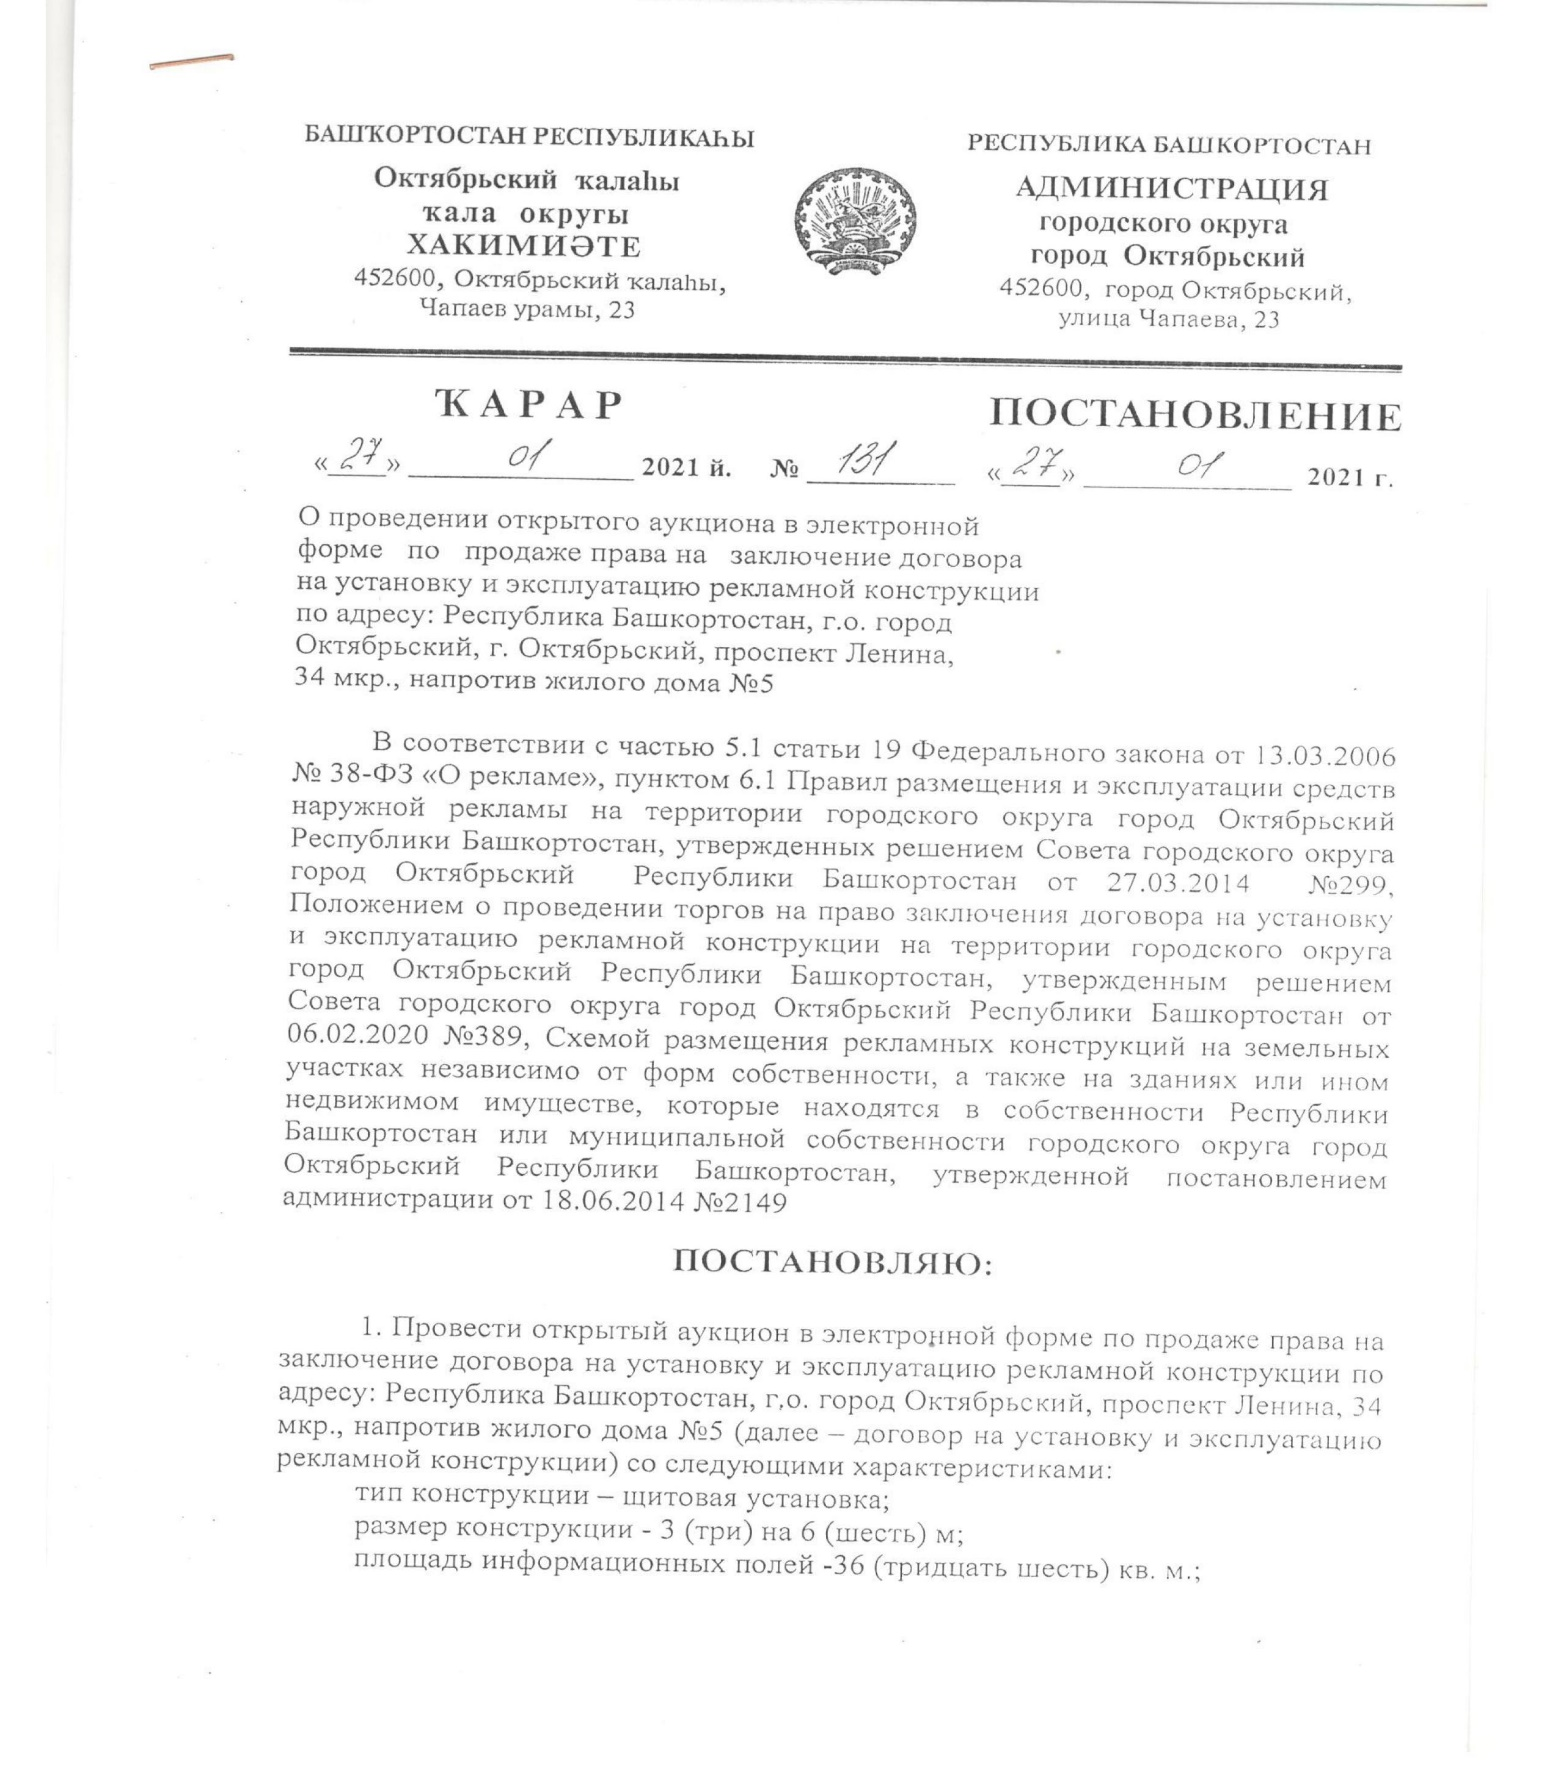 БАШҠОРТОСТАН РЕСПУБЛИКАҺЫ
Октябрьский ҡалаһы
ҡала округы
ХАКИМИӘТЕ
452600, Октябрьский ҡалаһы,
Чапаев урамы, 23
РЕСПУБЛИКА БАШКОРТОСТАН
АДМИНИСТРАЦИЯ
городского округа
город Октябрьский
452600, город Октябрьский,
улица Чапаева, 23
ҠАРАР
ПОСТАНОВЛЕНИЕ
«27» 01 2021 й. № 131 «27» 01 2021 г.
О проведении открытого аукциона в электронной
форме по продаже права на заключение договора
на установку и эксплуатацию рекламной конструкции
по адресу: Республика Башкортостан, г.о. город
Октябрьский, г. Октябрьский, проспект Ленина,
34 мкр., напротив жилого дома №5
В соответствии с частью 5.1 статьи 19 Федерального закона от 13.03.2006
№ 38-ФЗ «О рекламе», пунктом 6.1 Правил размещения и эксплуатации средств
наружной рекламы на территории городского округа город Октябрьский
Республики Башкортостан, утвержденных решением Совета городского округа
город Октябрьский Республики Башкортостан от 27.03.2014 №299,
Положением о проведении торгов на право заключения договора на установку
и эксплуатацию рекламной конструкции на территории городского округа
город Октябрьский Республики Башкортостан, утвержденным решением
Совета городского округа город Октябрьский Республики Башкортостан от
06.02.2020 №389, Схемой размещения рекламных конструкций на земельных
участках независимо от форм собственности, а также на зданиях или ином
недвижимом имуществе, которые находятся в собственности Республики
Башкортостан или муниципальной собственности городского округа город
Октябрьский Республики Башкортостан, утвержденной постановлением
администрации от 18.06.2014 №2149
ПОСТАНОВЛЯЮ:
1. Провести открытый аукцион в электронной форме по продаже права на
заключение договора на установку и эксплуатацию рекламной конструкции по
адресу: Республика Башкортостан, г.о. город Октябрьский, проспект Ленина, 34
мкр., напротив жилого дома №5 (далее – договор на установку и эксплуатацию
рекламной конструкции) со следующими характеристиками:
тип конструкции – щитовая установка;
размер конструкции - 3 (три) на 6 (шесть) м;
площадь информационных полей -36 (тридцать шесть) кв. м.;